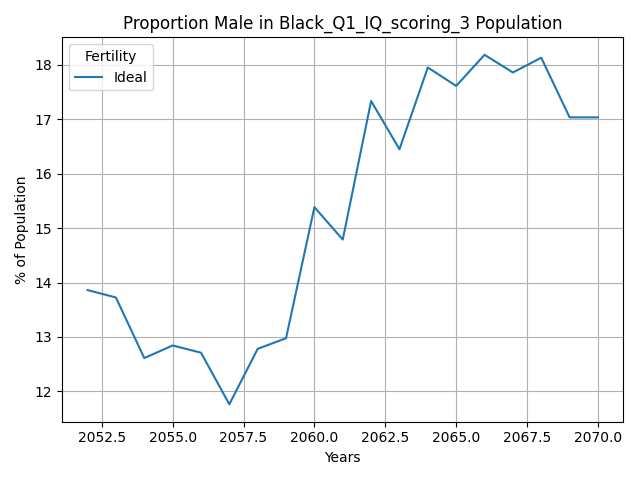 Proportion Male in Black_Q1_IQ_scoring_3 Population
Fertility
Ideal
% of Population
18
17
16
15
14
13
12
2052.5 2055.0 2057.5 2060.0 2062.5 2065.0 2067.5 2070.0
Years